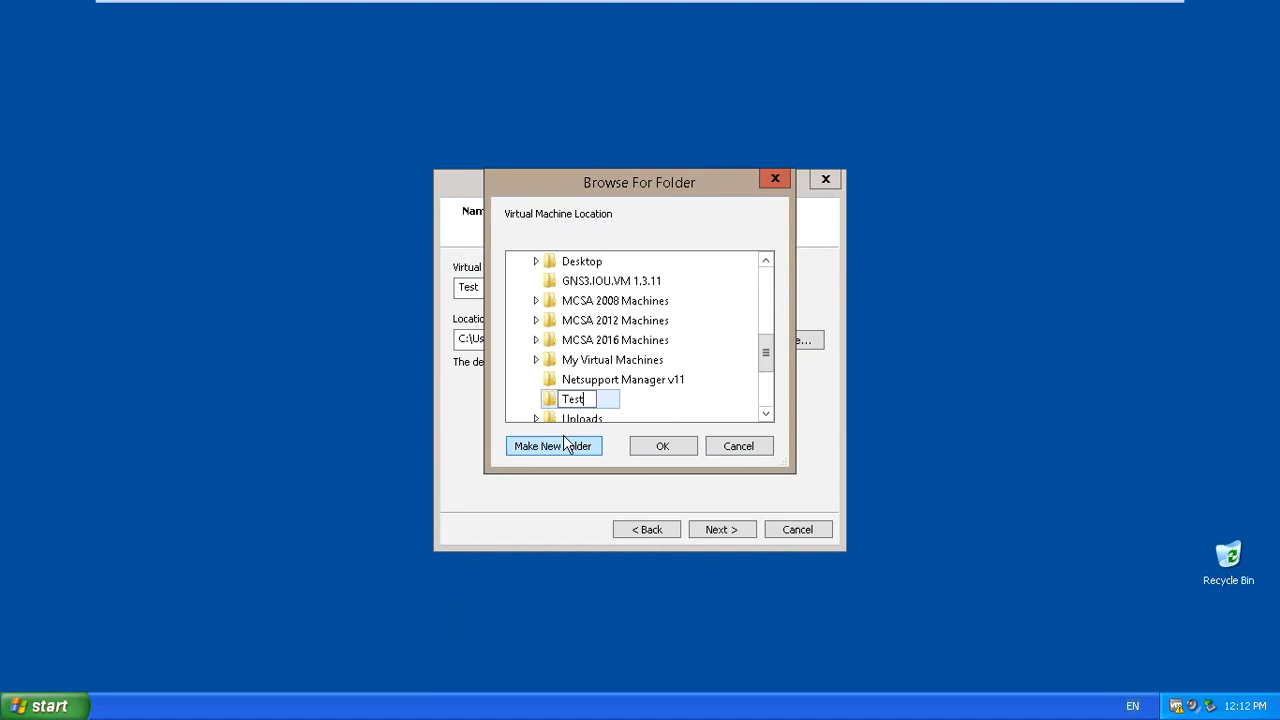 Browse For Folder
X
X
Nam
Virtual Machine Location
Desktop
GNS3.IOU.VM 1.3.11
Virtual
Test
MCSA 2008 Machines
MCSA 2012 Machines
Locatio
C:\Us
MCSA 2016 Machines
e...
My Virtual Machines
The de
Netsupport Manager v11
Test
Uploads
Make New Folder
OK
Cancel
< Back
Next >
Cancel
Recycle Bin
start
EN
12:12 PM